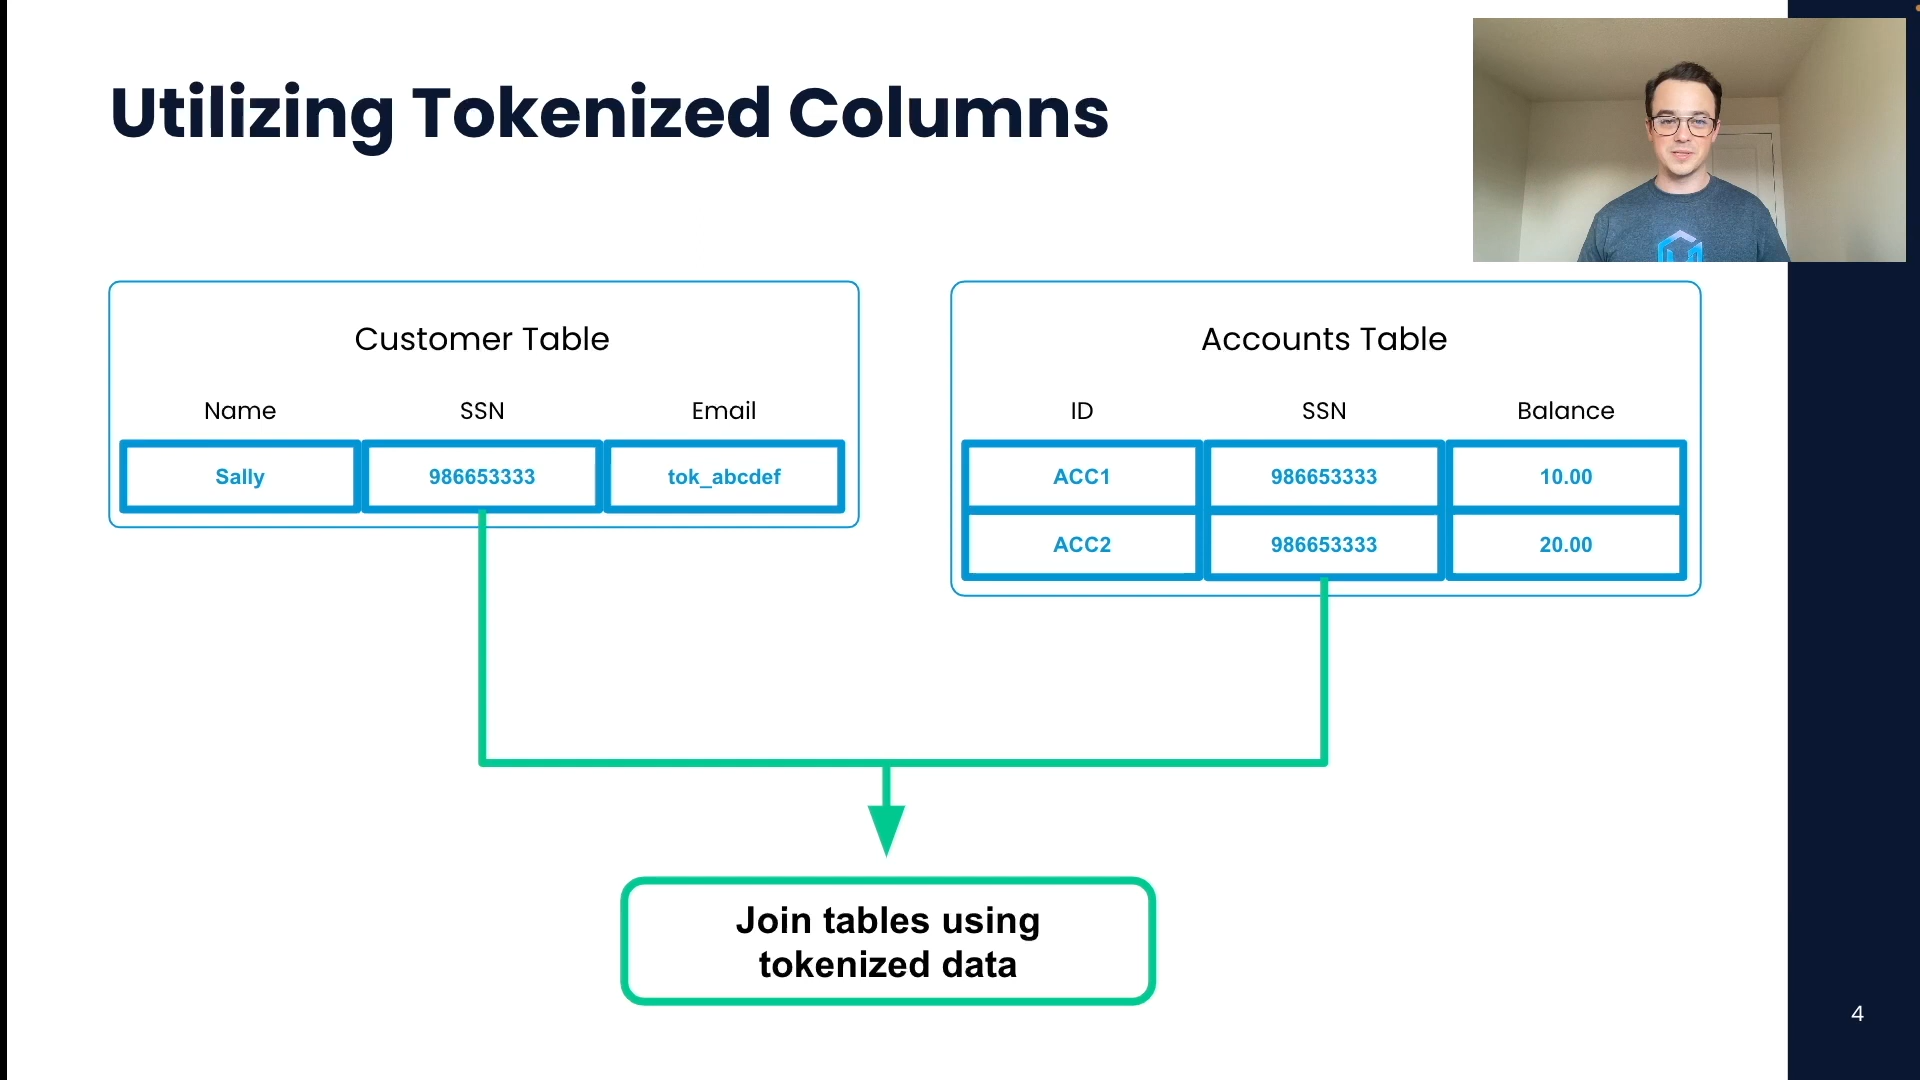 Utilizing Tokenized Columns
Customer Table
Name SSN Email
Sally 986653333 tok_abcdef
Accounts Table
ID SSN Balance
ACC1 986653333 10.00
ACC2 986653333 20.00
Join tables using
tokenized data
4